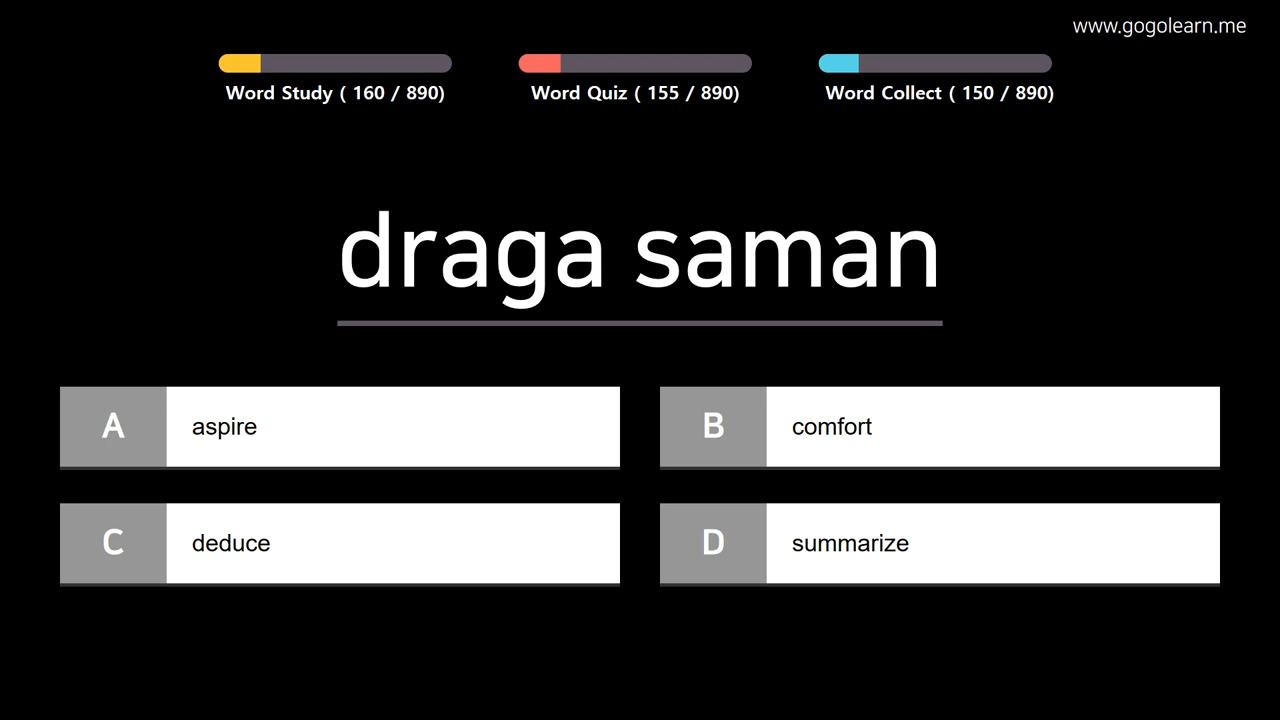 www.gogolearn.me
Word Study ( 160 / 890)
Word Quiz ( 155 / 890)
Word Collect ( 150 / 890)
draga saman
A aspire
B comfort
C deduce
D summarize